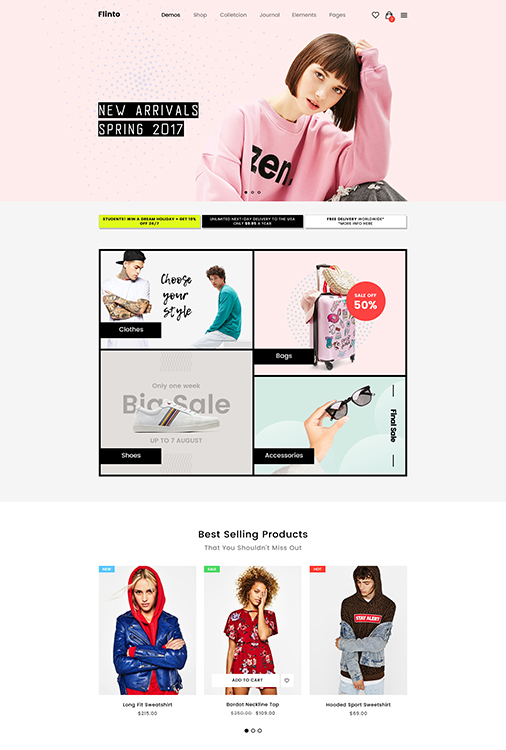 Flinto
Demos Shop Colletcion Journal Elements Pages
2
NEW ARRIVALS
SPRING 2017
zen.
STUDENTS! WIN A DREAM HOLIDAY + GET 10%
OFF 24/7
UNLIMITED NEXT-DAY DELIVERY TO THE USA
ONLY $9.95 A YEAR
FREE DELIVERY WORLDWIDE*
*MORE INFO HERE
Choose
your
style
Clothes
SALE OFF
50%
Bags
Only one week
Big Sale
UP TO 7 AUGUST
Shoes
Final Sale
Accessories
Best Selling Products
That You Shouldn't Miss Out
NEW
SALE
HOT
STAY ALERT
ADD TO CART
Long Fit Sweatshirt
$215.00
Bardot Neckline Top
$250.00 $109.00
Hooded Sport Sweetshirt
$69.00